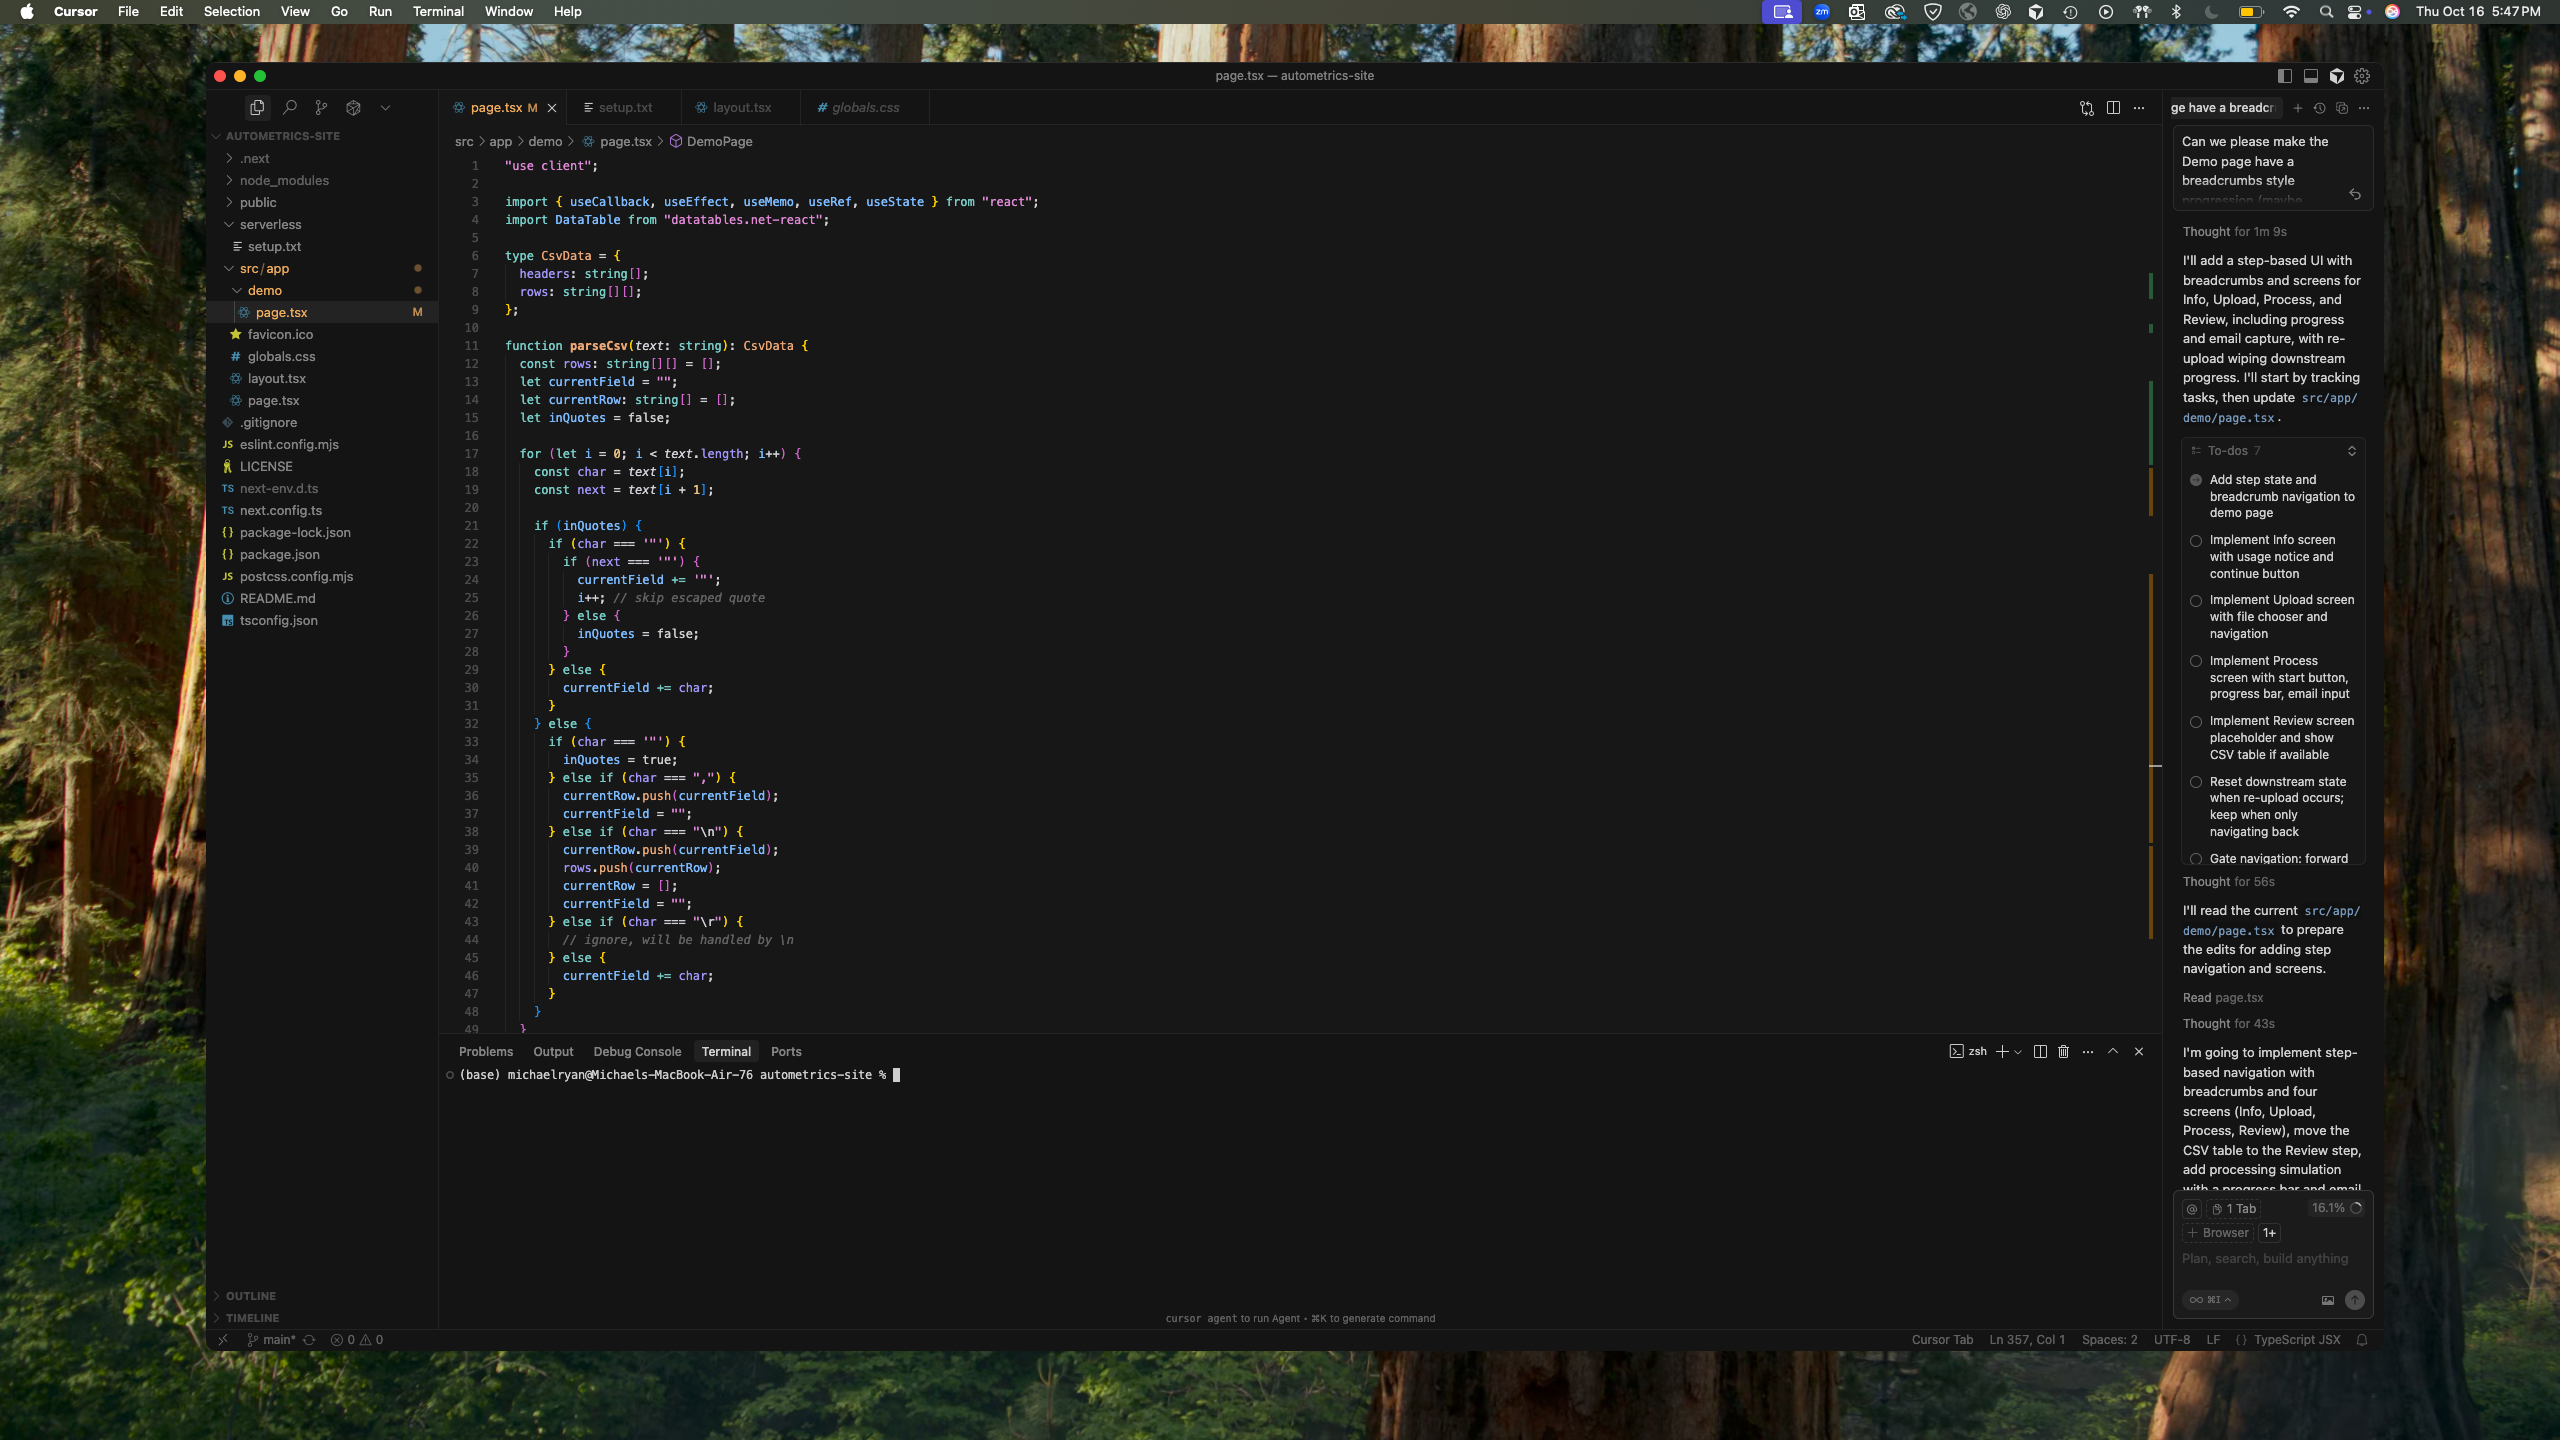 Cursor File Edit Selection View Go Run Terminal Window Help
zm
Thu Oct 16 5:47 PM
page.tsx — autometrics-site
AUTOMETRICS-SITE
.next
node_modules
public
serverless
setup.txt
src/app
demo
page.tsx M
favicon.ico
# globals.css
layout.tsx
page.tsx
.gitignore
JS eslint.config.mjs
LICENSE
TS next-env.d.ts
TS next.config.ts
{} package-lock.json
{} package.json
JS postcss.config.mjs
README.md
tsconfig.json
OUTLINE
TIMELINE
page.tsx M
setup.txt
layout.tsx
# globals.css
src > app > demo > page.tsx > DemoPage
1 "use client";
2
3 import { useCallback, useEffect, useMemo, useRef, useState } from "react";
4 import DataTable from "datatables.net-react";
5
6 type CsvData = {
7 headers: string[];
8 rows: string[][];
9 };
10
11 function parseCsv(text: string): CsvData {
12 const rows: string[][] = [];
13 let currentField = "";
14 let currentRow: string[] = [];
15 let inQuotes = false;
16
17 for (let i = 0; i < text.length; i++) {
18 const char = text[i];
19 const next = text[i + 1];
20
21 if (inQuotes) {
22 if (char === '"') {
23 if (next === '"') {
24 currentField += '"';
25 i++; // skip escaped quote
26 } else {
27 inQuotes = false;
28 }
29 } else {
30 currentField += char;
31 }
32 } else {
33 if (char === '"') {
34 inQuotes = true;
35 } else if (char === ",") {
36 currentRow.push(currentField);
37 currentField = "";
38 } else if (char === "\n") {
39 currentRow.push(currentField);
40 rows.push(currentRow);
41 currentRow = [];
42 currentField = "";
43 } else if (char === "\r") {
44 // ignore, will be handled by \n
45 } else {
46 currentField += char;
47 }
48 }
49 }
Problems Output Debug Console Terminal Ports
zsh
(base) michaelryan@Michaels-MacBook-Air-76 autometrics-site %
cursor agent to run Agent • ⌘K to generate command
ge have a breadcr
Can we please make the
Demo page have a
breadcrumbs style
progression (maybe
Thought for 1m 9s
I'll add a step-based UI with
breadcrumbs and screens for
Info, Upload, Process, and
Review, including progress
and email capture, with re-
upload wiping downstream
progress. I'll start by tracking
tasks, then update src/app/
demo/page.tsx.
To-dos 7
Add step state and
breadcrumb navigation to
demo page
Implement Info screen
with usage notice and
continue button
Implement Upload screen
with file chooser and
navigation
Implement Process
screen with start button,
progress bar, email input
Implement Review screen
placeholder and show
CSV table if available
Reset downstream state
when re-upload occurs;
keep when only
navigating back
Gate navigation: forward
Thought for 56s
I'll read the current src/app/
demo/page.tsx to prepare
the edits for adding step
navigation and screens.
Read page.tsx
Thought for 43s
I'm going to implement step-
based navigation with
breadcrumbs and four
screens (Info, Upload,
Process, Review), move the
CSV table to the Review step,
add processing simulation
with a progress bar and email
@ 1 Tab 16.1%
+ Browser 1+
Plan, search, build anything
∞ ⌘I
main* 0 0
Cursor Tab Ln 357, Col 1 Spaces: 2 UTF-8 LF {} TypeScript JSX